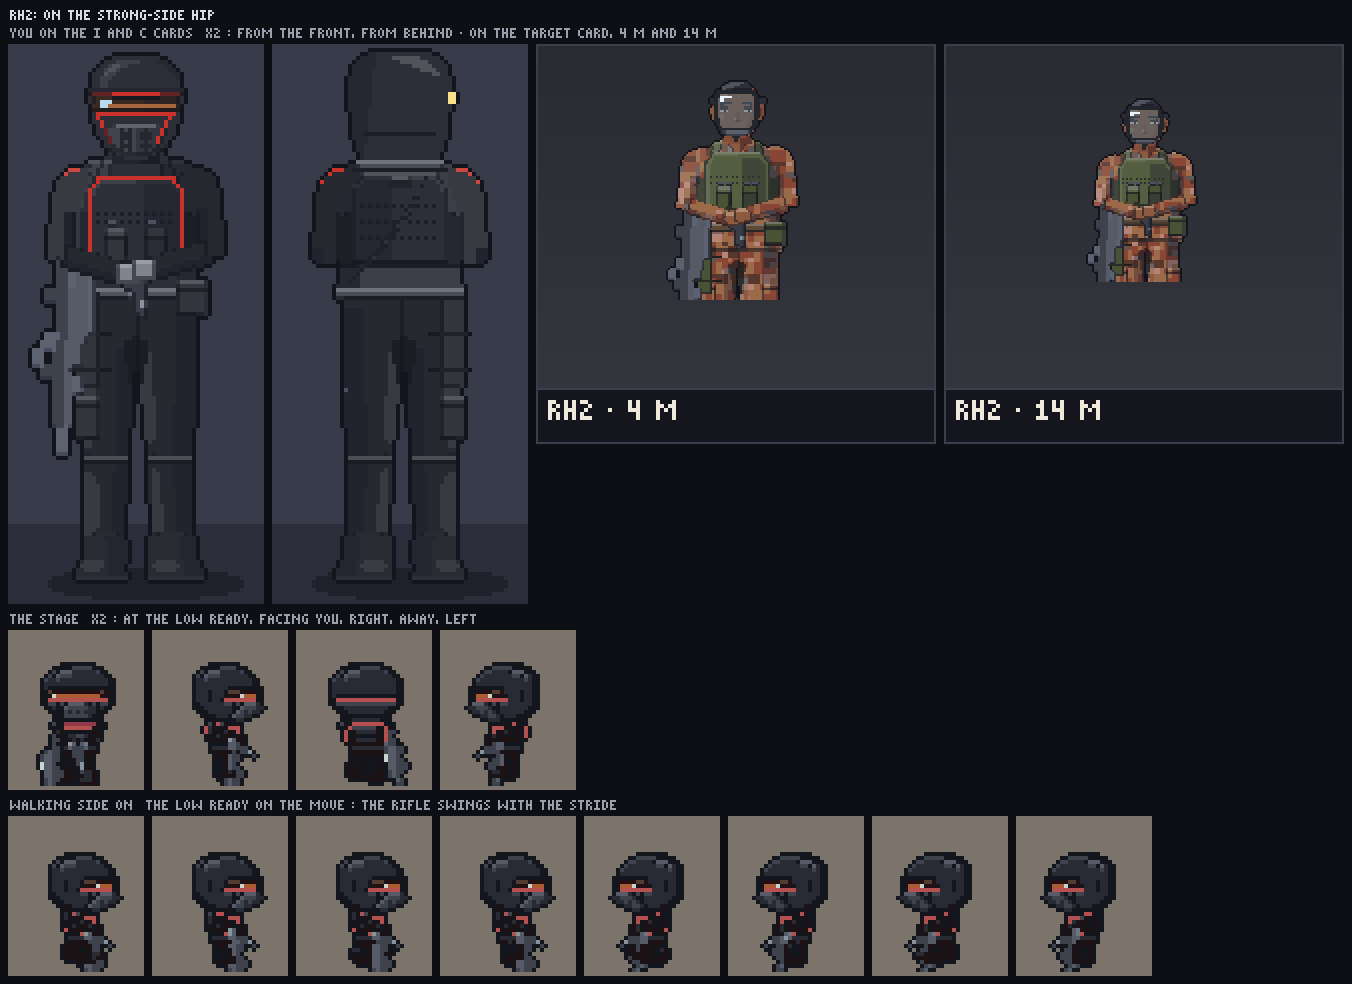 RH2: ON THE STRONG-SIDE HIP
YOU ON THE I AND C CARDS X2 : FROM THE FRONT, FROM BEHIND · ON THE TARGET CARD, 4 M AND 14 M
RH2 · 4 M
RH2 · 14 M
THE STAGE X2 : AT THE LOW READY, FACING YOU, RIGHT, AWAY, LEFT
WALKING SIDE ON THE LOW READY ON THE MOVE : THE RIFLE SWINGS WITH THE STRIDE